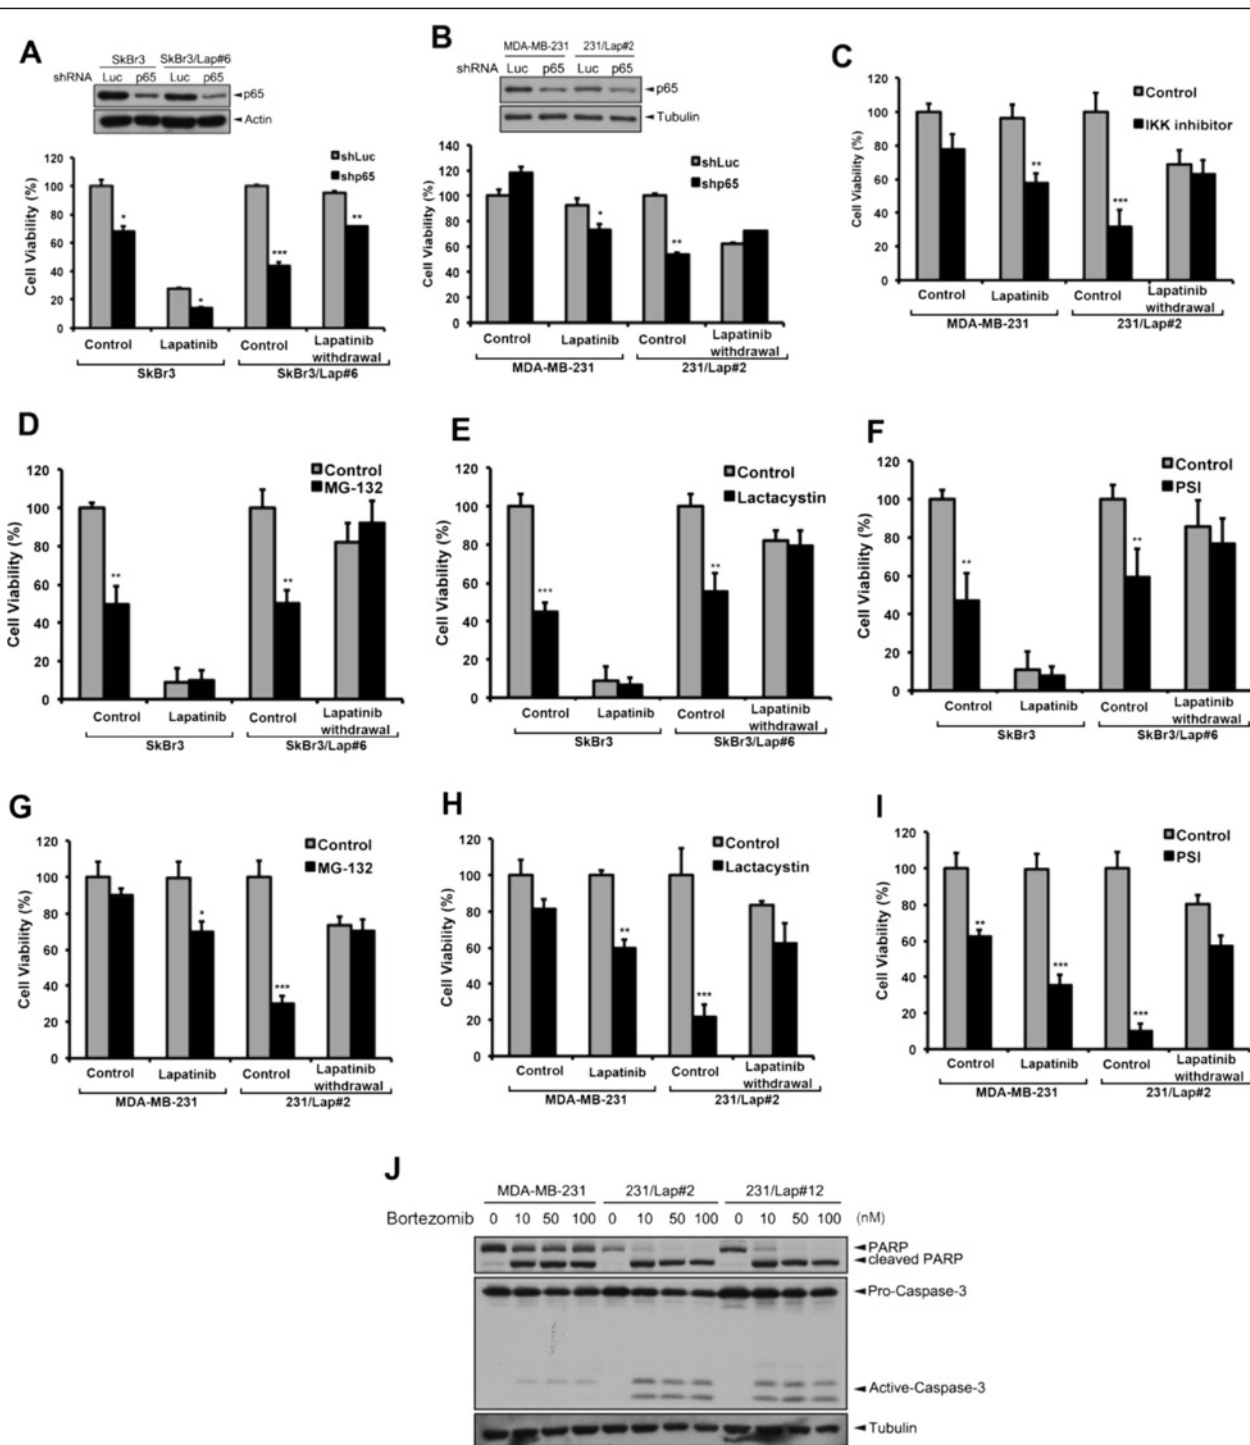 A
SkBr3 SkBr3/Lap#6
shRNA Luc p65 Luc p65
p65
Actin
Cell Viability (%)
120
100
80
60
40
20
0
shLuc
shp65
* * *** **
Control Lapatinib Control Lapatinib withdrawal
SkBr3 SkBr3/Lap#6
B
MDA-MB-231 231/Lap#2
shRNA Luc p65 Luc p65
p65
Tubulin
Cell Viability (%)
140
120
100
80
60
40
20
0
shLuc
shp65
* **
Control Lapatinib Control Lapatinib withdrawal
MDA-MB-231 231/Lap#2
C
Cell Viability (%)
120
100
80
60
40
20
0
Control
IKK inhibitor
** ***
Control Lapatinib Control Lapatinib withdrawal
MDA-MB-231 231/Lap#2
D
Cell Viability (%)
120
100
80
60
40
20
0
Control
MG-132
** **
Control Lapatinib Control Lapatinib withdrawal
SkBr3 SkBr3/Lap#6
E
Cell Viability (%)
120
100
80
60
40
20
0
Control
Lactacystin
*** **
Control Lapatinib Control Lapatinib withdrawal
SkBr3 SkBr3/Lap#6
F
Cell Viability (%)
120
100
80
60
40
20
0
Control
PSI
** **
Control Lapatinib Control Lapatinib withdrawal
SkBr3 SkBr3/Lap#6
G
Cell Viability (%)
120
100
80
60
40
20
0
Control
MG-132
* ***
Control Lapatinib Control Lapatinib withdrawal
MDA-MB-231 231/Lap#2
H
Cell Viability (%)
120
100
80
60
40
20
0
Control
Lactacystin
** ***
Control Lapatinib Control Lapatinib withdrawal
MDA-MB-231 231/Lap#2
I
Cell Viability (%)
120
100
80
60
40
20
0
Control
PSI
** *** ***
Control Lapatinib Control Lapatinib withdrawal
MDA-MB-231 231/Lap#2
J
MDA-MB-231 231/Lap#2 231/Lap#12
Bortezomib 0 10 50 100 0 10 50 100 0 10 50 100 (nM)
PARP
cleaved PARP
Pro-Caspase-3
Active-Caspase-3
Tubulin